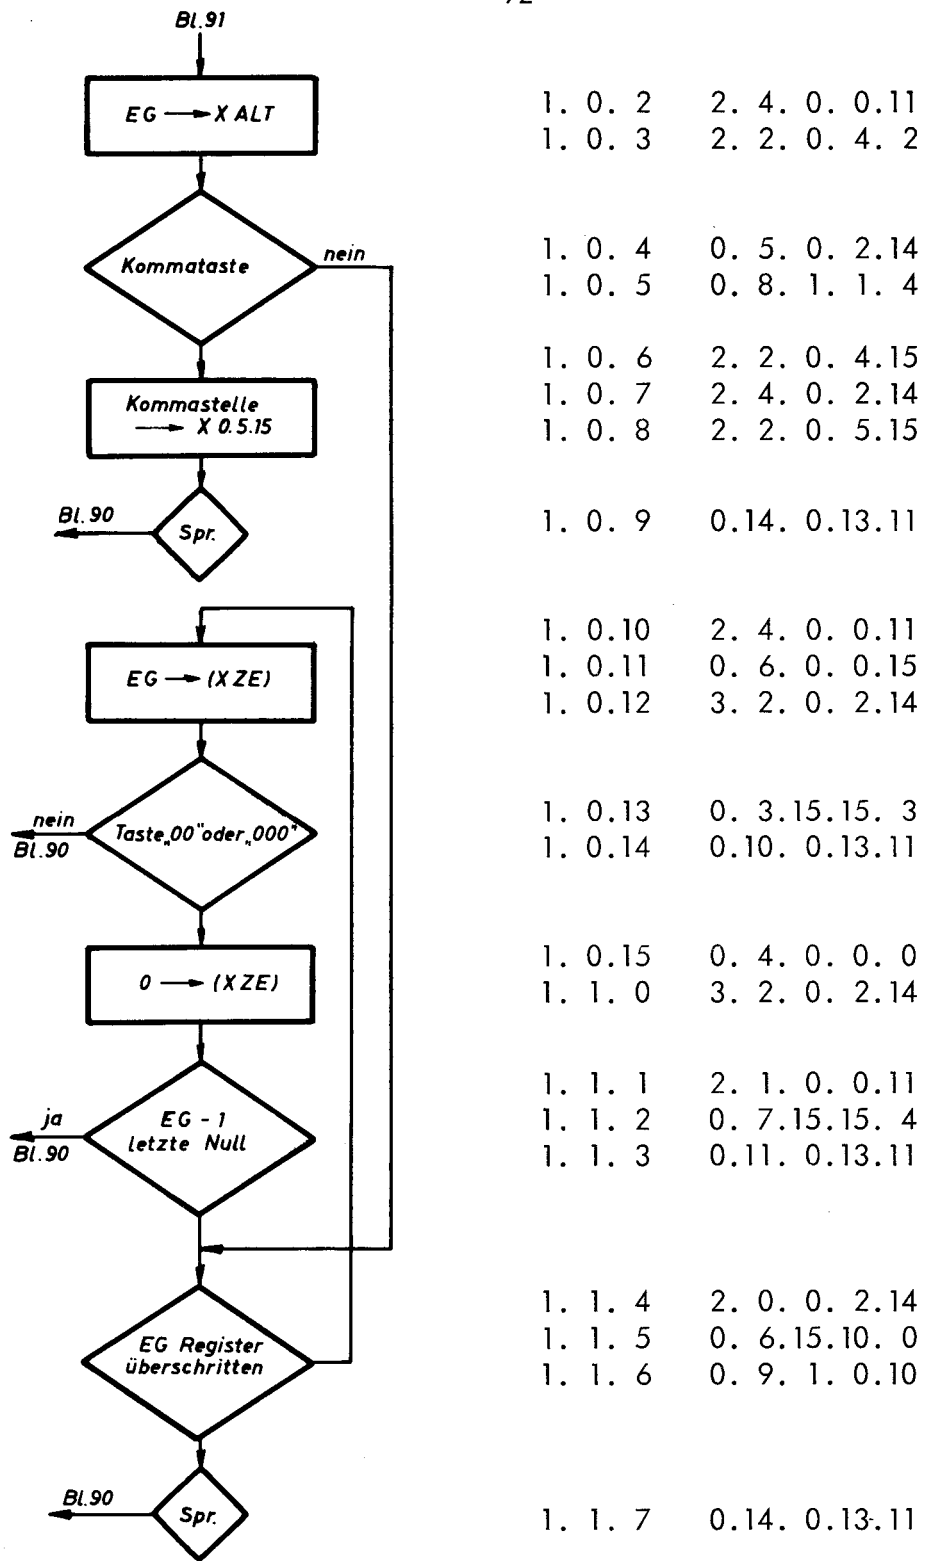 92
Bl.91
EG → X ALT
1. 0. 2 2. 4. 0. 0.11
1. 0. 3 2. 2. 0. 4. 2
Kommataste
nein
1. 0. 4 0. 5. 0. 2.14
1. 0. 5 0. 8. 1. 1. 4
Kommastelle
→ X 0.5.15
1. 0. 6 2. 2. 0. 4.15
1. 0. 7 2. 4. 0. 2.14
1. 0. 8 2. 2. 0. 5.15
Bl.90
Spr.
1. 0. 9 0.14. 0.13.11
EG → (X ZE)
1. 0.10 2. 4. 0. 0.11
1. 0.11 0. 6. 0. 0.15
1. 0.12 3. 2. 0. 2.14
nein
Bl.90
Taste „00" oder „000"
1. 0.13 0. 3.15.15. 3
1. 0.14 0.10. 0.13.11
0 → (X ZE)
1. 0.15 0. 4. 0. 0. 0
1. 1. 0 3. 2. 0. 2.14
ja
Bl.90
EG - 1
letzte Null
1. 1. 1 2. 1. 0. 0.11
1. 1. 2 0. 7.15.15. 4
1. 1. 3 0.11. 0.13.11
EG Register
überschritten
1. 1. 4 2. 0. 0. 2.14
1. 1. 5 0. 6.15.10. 0
1. 1. 6 0. 9. 1. 0.10
Bl.90
Spr.
1. 1. 7 0.14. 0.13.11